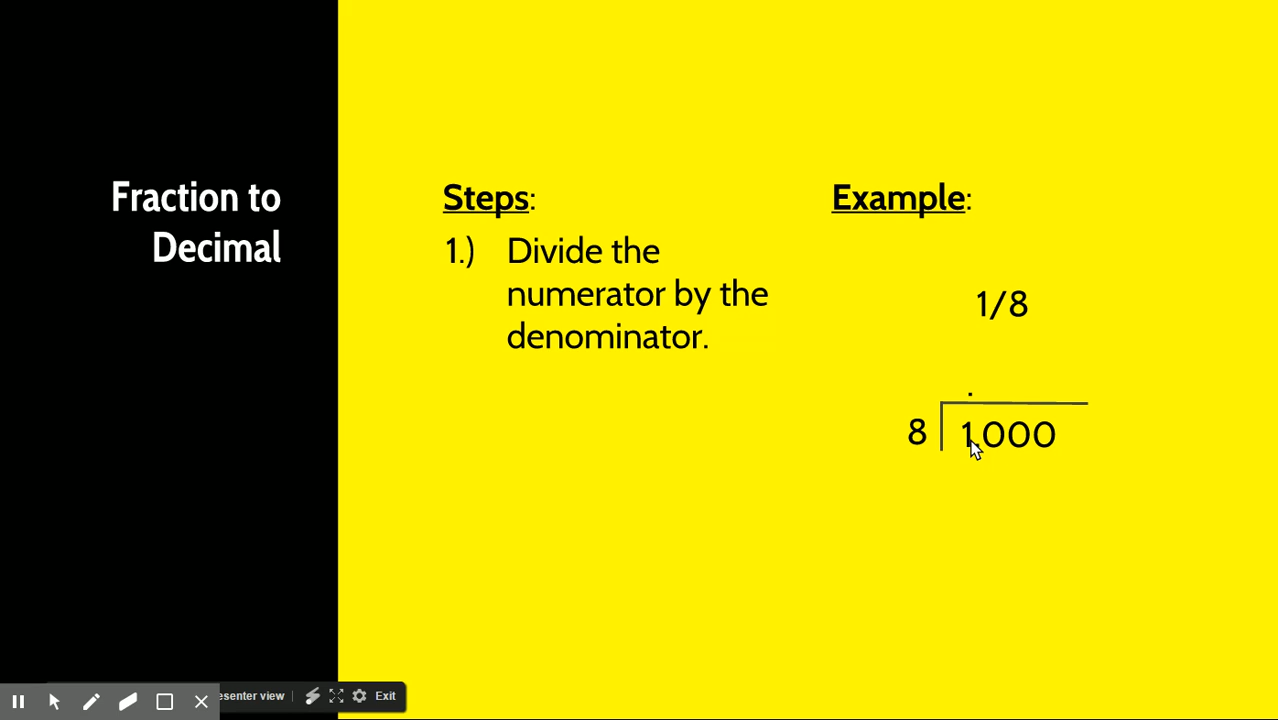 Fraction to
Decimal
Steps:
1.) Divide the
numerator by the
denominator.
Example:
1/8
.
8 1.000
esenter view
Exit